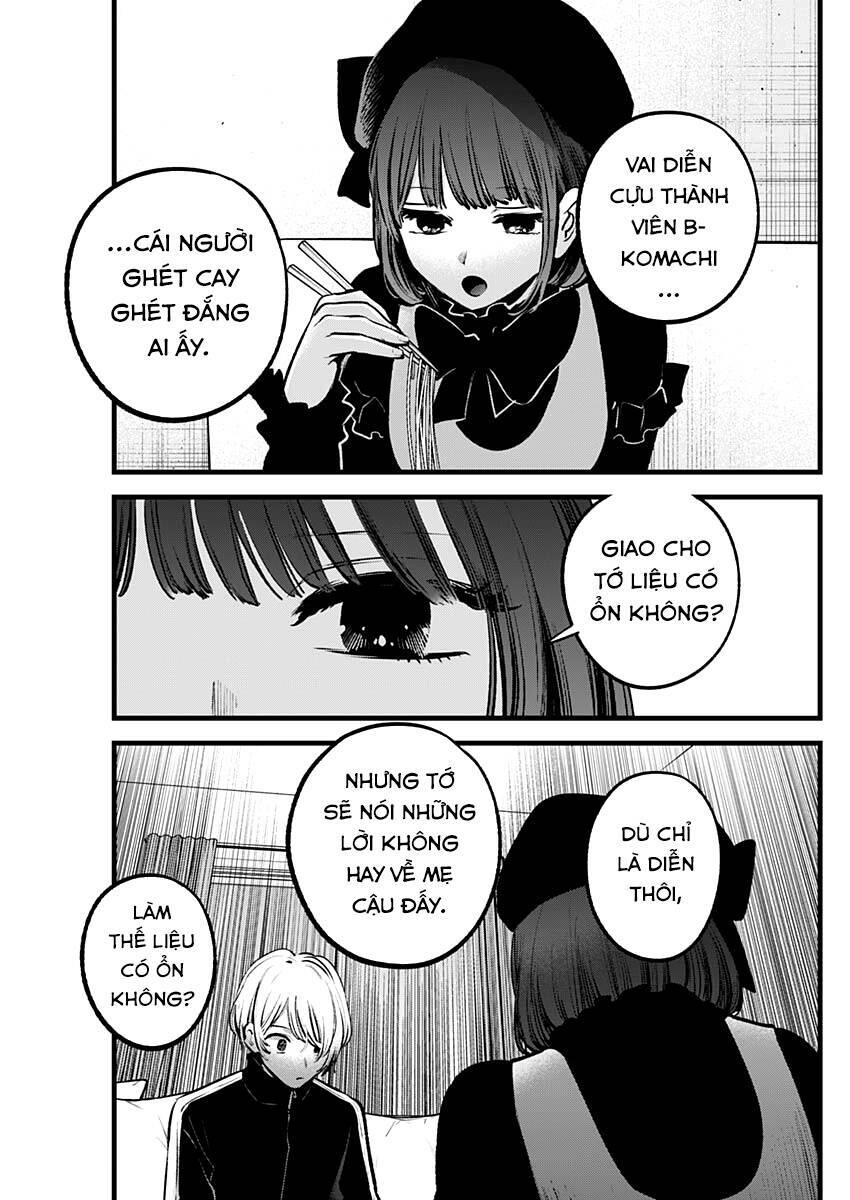 VAI DIỄN
CỰU THÀNH
VIÊN B-
KOMACHI
...
...CÁI NGƯỜI
GHÉT CAY
GHÉT ĐẮNG
AI ẤY.
GIAO CHO
TỚ LIỆU CÓ
ỔN KHÔNG?
DÙ CHỈ
LÀ DIỄN
THÔI,
NHƯNG TỚ
SẼ NÓI NHỮNG
LỜI KHÔNG
HAY VỀ MẸ
CẬU ĐẤY.
LÀM
THẾ LIỆU
CÓ ỔN
KHÔNG?